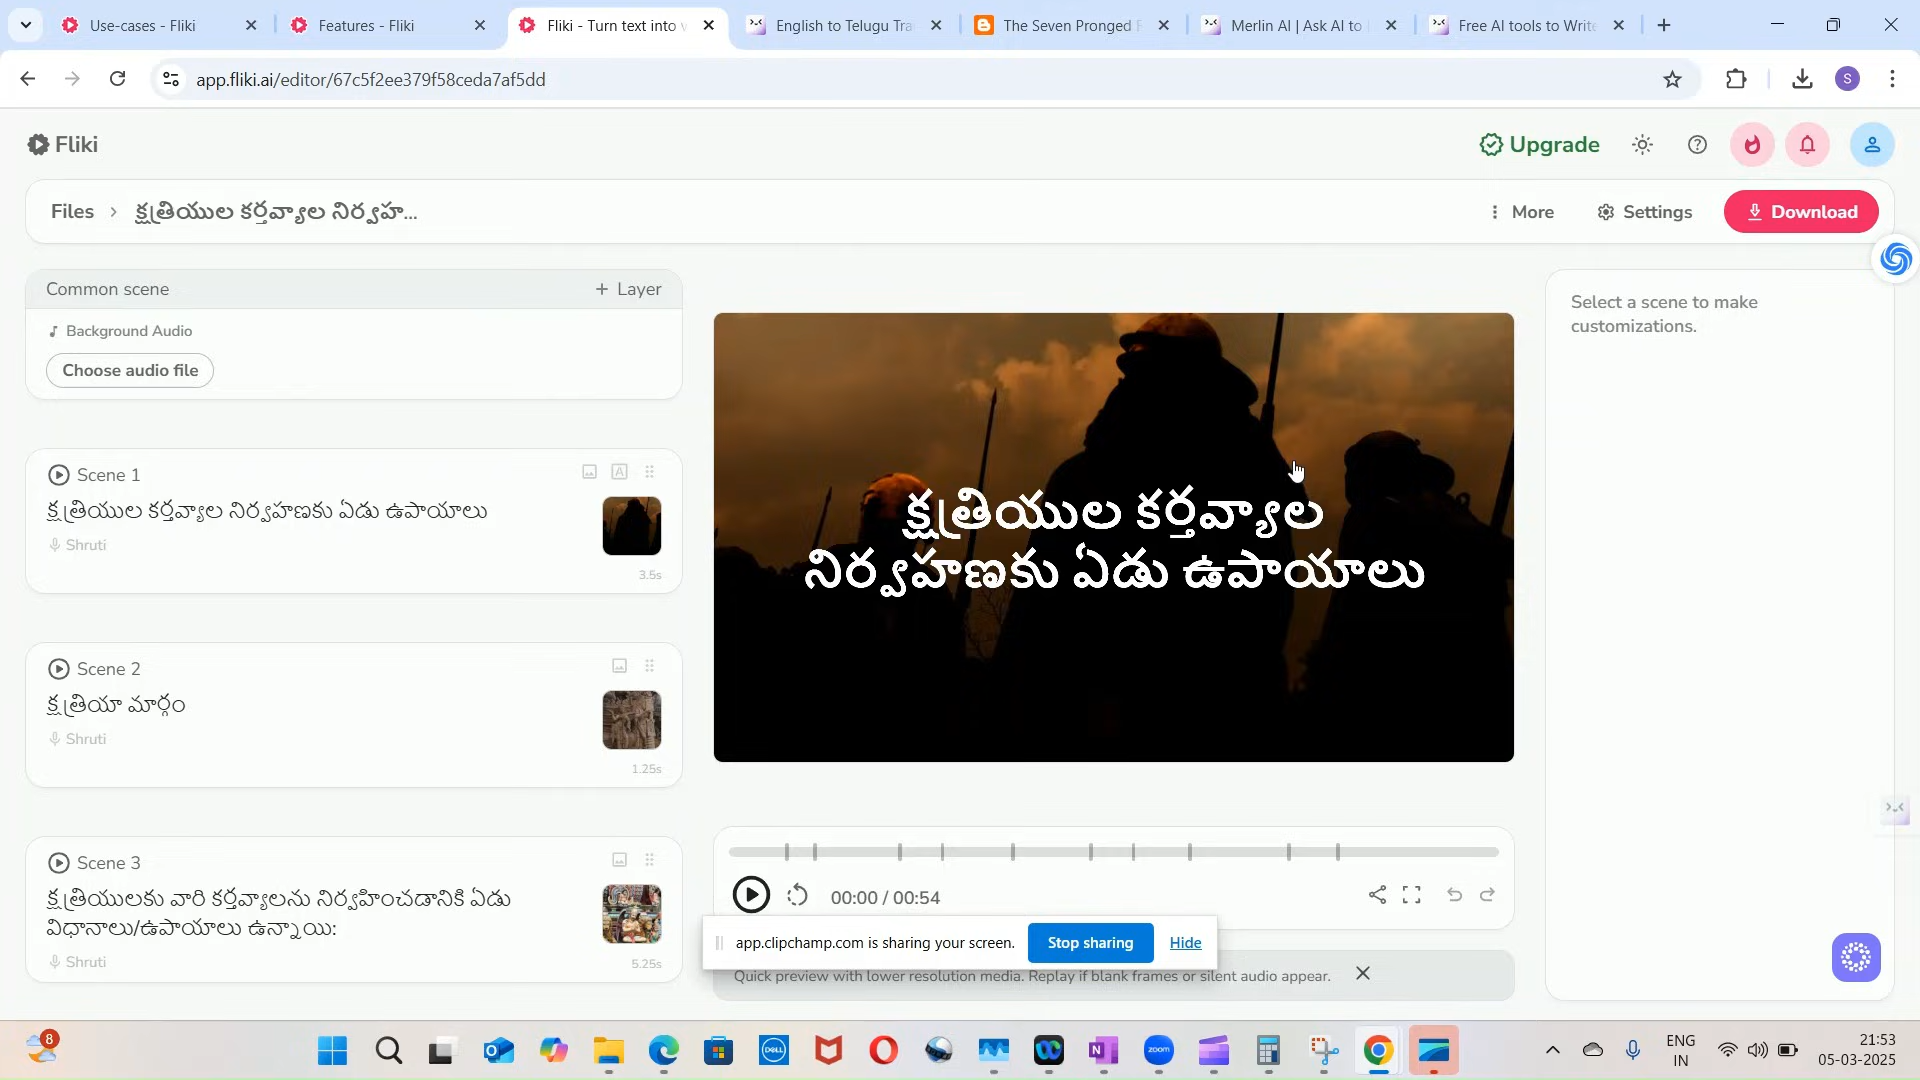 Use-cases - Fliki
Features - Fliki
Fliki - Turn text into v
English to Telugu Tra
The Seven Pronged
Merlin AI | Ask AI to
Free AI tools to Write
app.fliki.ai/editor/67c5f2ee379f58ceda7af5dd
S
Fliki
Upgrade
Files > క్షత్రియుల కర్తవ్యాల నిర్వహ...
More
Settings
Download
Common scene
+ Layer
Background Audio
Choose audio file
Select a scene to make
customizations.
Scene 1
క్షత్రియుల కర్తవ్యాల నిర్వహణకు ఏడు ఉపాయాలు
Shruti
3.5s
Scene 2
క్షత్రియా మార్గం
Shruti
1.25s
Scene 3
క్షత్రియులకు వారి కర్తవ్యాలను నిర్వహించడానికి ఏడు
విధానాలు/ఉపాయాలు ఉన్నాయి:
Shruti
5.25s
క్షత్రియుల కర్తవ్యాల
నిర్వహణకు ఏడు ఉపాయాలు
00:00 / 00:54
app.clipchamp.com is sharing your screen.
Stop sharing
Hide
Quick preview with lower resolution media. Replay if blank frames or silent audio appear.
8
DELL
zoom
ENG
IN
21:53
05-03-2025